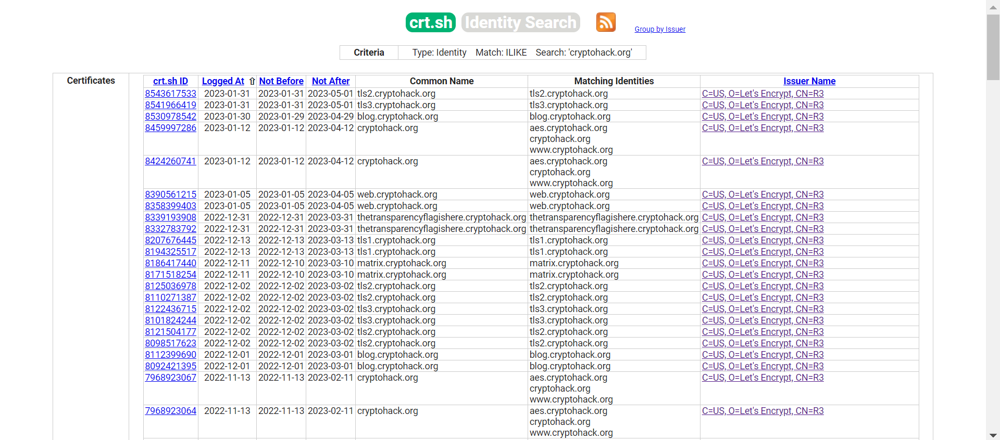 crt.sh Identity Search Group by Issuer
Criteria Type: Identity Match: ILIKE Search: 'cryptohack.org'
Certificates crt.sh ID Logged At ⇧ Not Before Not After Common Name Matching Identities Issuer Name
8543617533 2023-01-31 2023-01-31 2023-05-01 tls2.cryptohack.org tls2.cryptohack.org C=US, O=Let's Encrypt, CN=R3
8541966419 2023-01-31 2023-01-31 2023-05-01 tls3.cryptohack.org tls3.cryptohack.org C=US, O=Let's Encrypt, CN=R3
8530978542 2023-01-30 2023-01-29 2023-04-29 blog.cryptohack.org blog.cryptohack.org C=US, O=Let's Encrypt, CN=R3
8459997286 2023-01-12 2023-01-12 2023-04-12 cryptohack.org aes.cryptohack.org C=US, O=Let's Encrypt, CN=R3
cryptohack.org
www.cryptohack.org
8424260741 2023-01-12 2023-01-12 2023-04-12 cryptohack.org aes.cryptohack.org C=US, O=Let's Encrypt, CN=R3
cryptohack.org
www.cryptohack.org
8390561215 2023-01-05 2023-01-05 2023-04-05 web.cryptohack.org web.cryptohack.org C=US, O=Let's Encrypt, CN=R3
8358399403 2023-01-05 2023-01-05 2023-04-05 web.cryptohack.org web.cryptohack.org C=US, O=Let's Encrypt, CN=R3
8339193908 2022-12-31 2022-12-31 2023-03-31 thetransparencyflagishere.cryptohack.org thetransparencyflagishere.cryptohack.org C=US, O=Let's Encrypt, CN=R3
8332783792 2022-12-31 2022-12-31 2023-03-31 thetransparencyflagishere.cryptohack.org thetransparencyflagishere.cryptohack.org C=US, O=Let's Encrypt, CN=R3
8207676445 2022-12-13 2022-12-13 2023-03-13 tls1.cryptohack.org tls1.cryptohack.org C=US, O=Let's Encrypt, CN=R3
8194325517 2022-12-13 2022-12-13 2023-03-13 tls1.cryptohack.org tls1.cryptohack.org C=US, O=Let's Encrypt, CN=R3
8186417440 2022-12-11 2022-12-10 2023-03-10 matrix.cryptohack.org matrix.cryptohack.org C=US, O=Let's Encrypt, CN=R3
8171518254 2022-12-11 2022-12-10 2023-03-10 matrix.cryptohack.org matrix.cryptohack.org C=US, O=Let's Encrypt, CN=R3
8125036978 2022-12-02 2022-12-02 2023-03-02 tls2.cryptohack.org tls2.cryptohack.org C=US, O=Let's Encrypt, CN=R3
8110271387 2022-12-02 2022-12-02 2023-03-02 tls2.cryptohack.org tls2.cryptohack.org C=US, O=Let's Encrypt, CN=R3
8122436715 2022-12-02 2022-12-02 2023-03-02 tls3.cryptohack.org tls3.cryptohack.org C=US, O=Let's Encrypt, CN=R3
8101824244 2022-12-02 2022-12-02 2023-03-02 tls3.cryptohack.org tls3.cryptohack.org C=US, O=Let's Encrypt, CN=R3
8121504177 2022-12-02 2022-12-02 2023-03-02 tls2.cryptohack.org tls2.cryptohack.org C=US, O=Let's Encrypt, CN=R3
8098517623 2022-12-02 2022-12-02 2023-03-02 tls2.cryptohack.org tls2.cryptohack.org C=US, O=Let's Encrypt, CN=R3
8112399690 2022-12-01 2022-12-01 2023-03-01 blog.cryptohack.org blog.cryptohack.org C=US, O=Let's Encrypt, CN=R3
8092421395 2022-12-01 2022-12-01 2023-03-01 blog.cryptohack.org blog.cryptohack.org C=US, O=Let's Encrypt, CN=R3
7968923067 2022-11-13 2022-11-13 2023-02-11 cryptohack.org aes.cryptohack.org C=US, O=Let's Encrypt, CN=R3
cryptohack.org
www.cryptohack.org
7968923064 2022-11-13 2022-11-13 2023-02-11 cryptohack.org aes.cryptohack.org C=US, O=Let's Encrypt, CN=R3
cryptohack.org
www.cryptohack.org